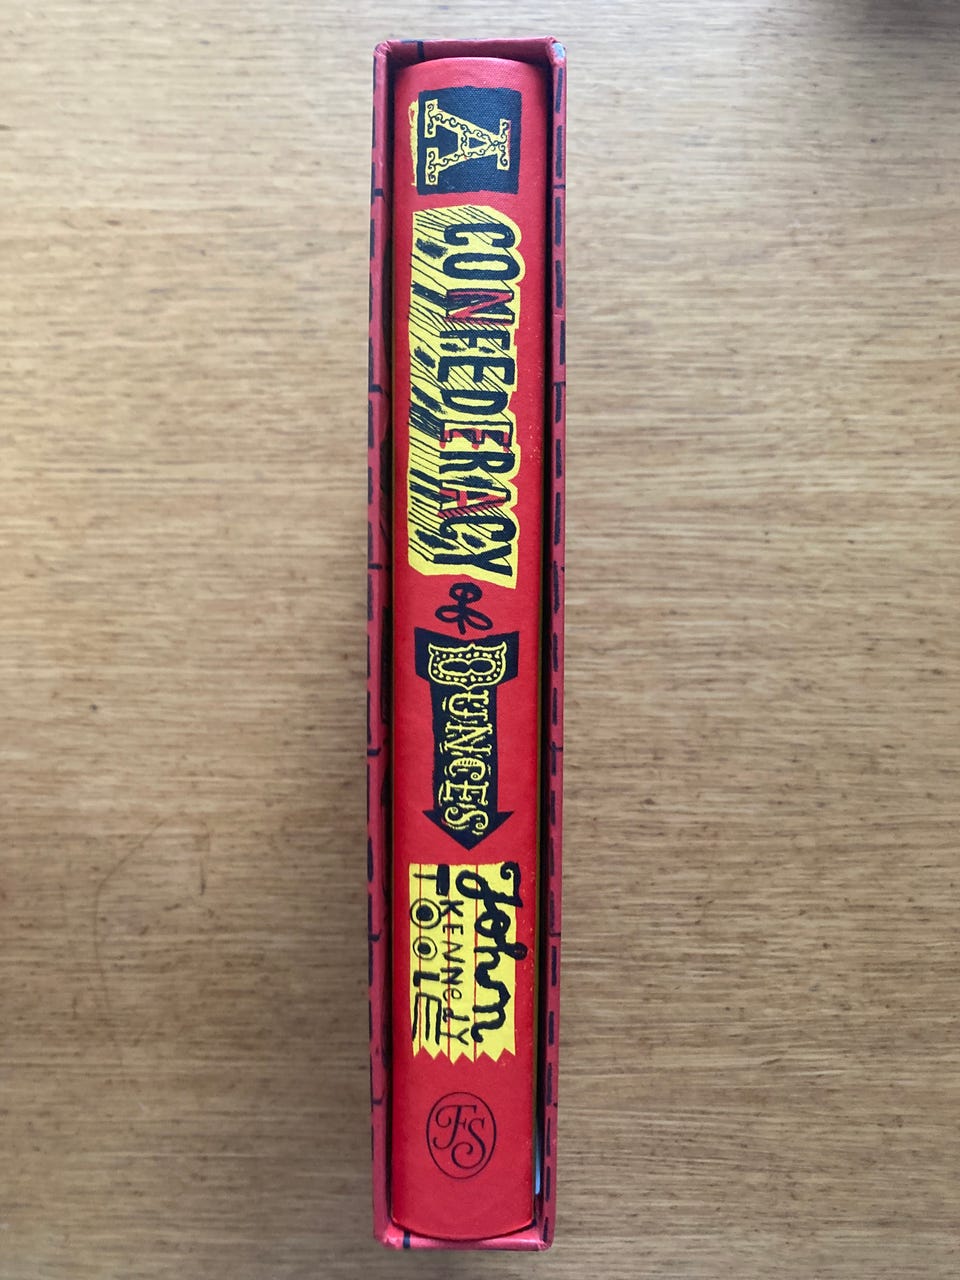 A CONFEDERACY of DUNCES
John
KENNEdY
TOOLE
FS